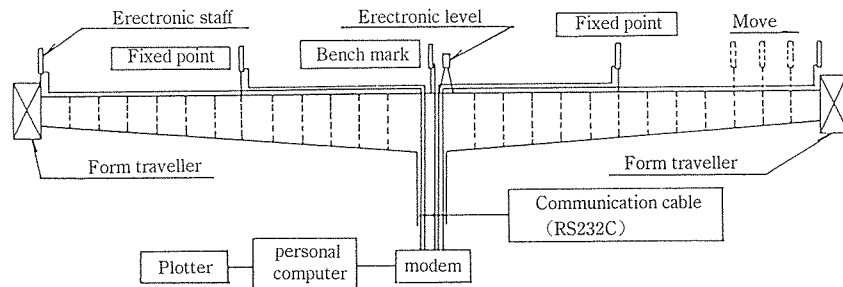 Erectronic staff
Erectronic level
Fixed point
Move
Fixed point
Bench mark
Form traveller
Form traveller
Communication cable
（RS232C）
Plotter
personal
computer
modem